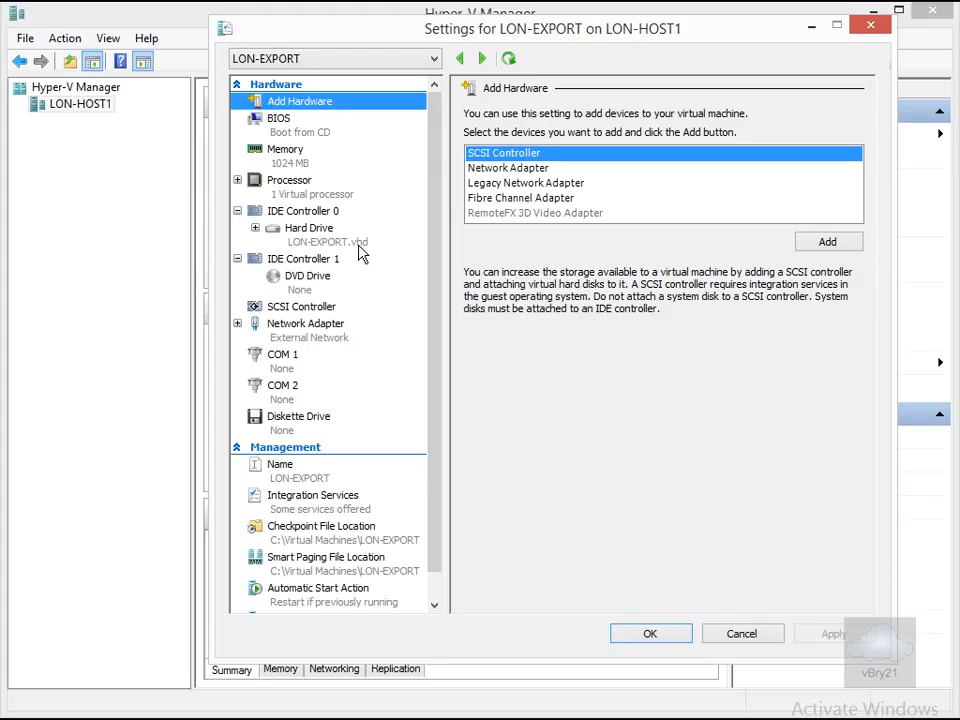 Hyper-V Manager
File Action View Help
Hyper-V Manager
LON-HOST1
Settings for LON-EXPORT on LON-HOST1
LON-EXPORT
Hardware
Add Hardware
BIOS
Boot from CD
Memory
1024 MB
Processor
1 Virtual processor
IDE Controller 0
Hard Drive
LON-EXPORT.vhd
IDE Controller 1
DVD Drive
None
SCSI Controller
Network Adapter
External Network
COM 1
None
COM 2
None
Diskette Drive
None
Management
Name
LON-EXPORT
Integration Services
Some services offered
Checkpoint File Location
C:\Virtual Machines\LON-EXPORT
Smart Paging File Location
C:\Virtual Machines\LON-EXPORT
Automatic Start Action
Restart if previously running
Add Hardware
You can use this setting to add devices to your virtual machine.
Select the devices you want to add and click the Add button.
SCSI Controller
Network Adapter
Legacy Network Adapter
Fibre Channel Adapter
RemoteFX 3D Video Adapter
Add
You can increase the storage available to a virtual machine by adding a SCSI controller
and attaching virtual hard disks to it. A SCSI controller requires integration services in
the guest operating system. Do not attach a system disk to a SCSI controller. System
disks must be attached to an IDE controller.
OK Cancel Apply
Summary Memory Networking Replication
vBry21
Activate Windows